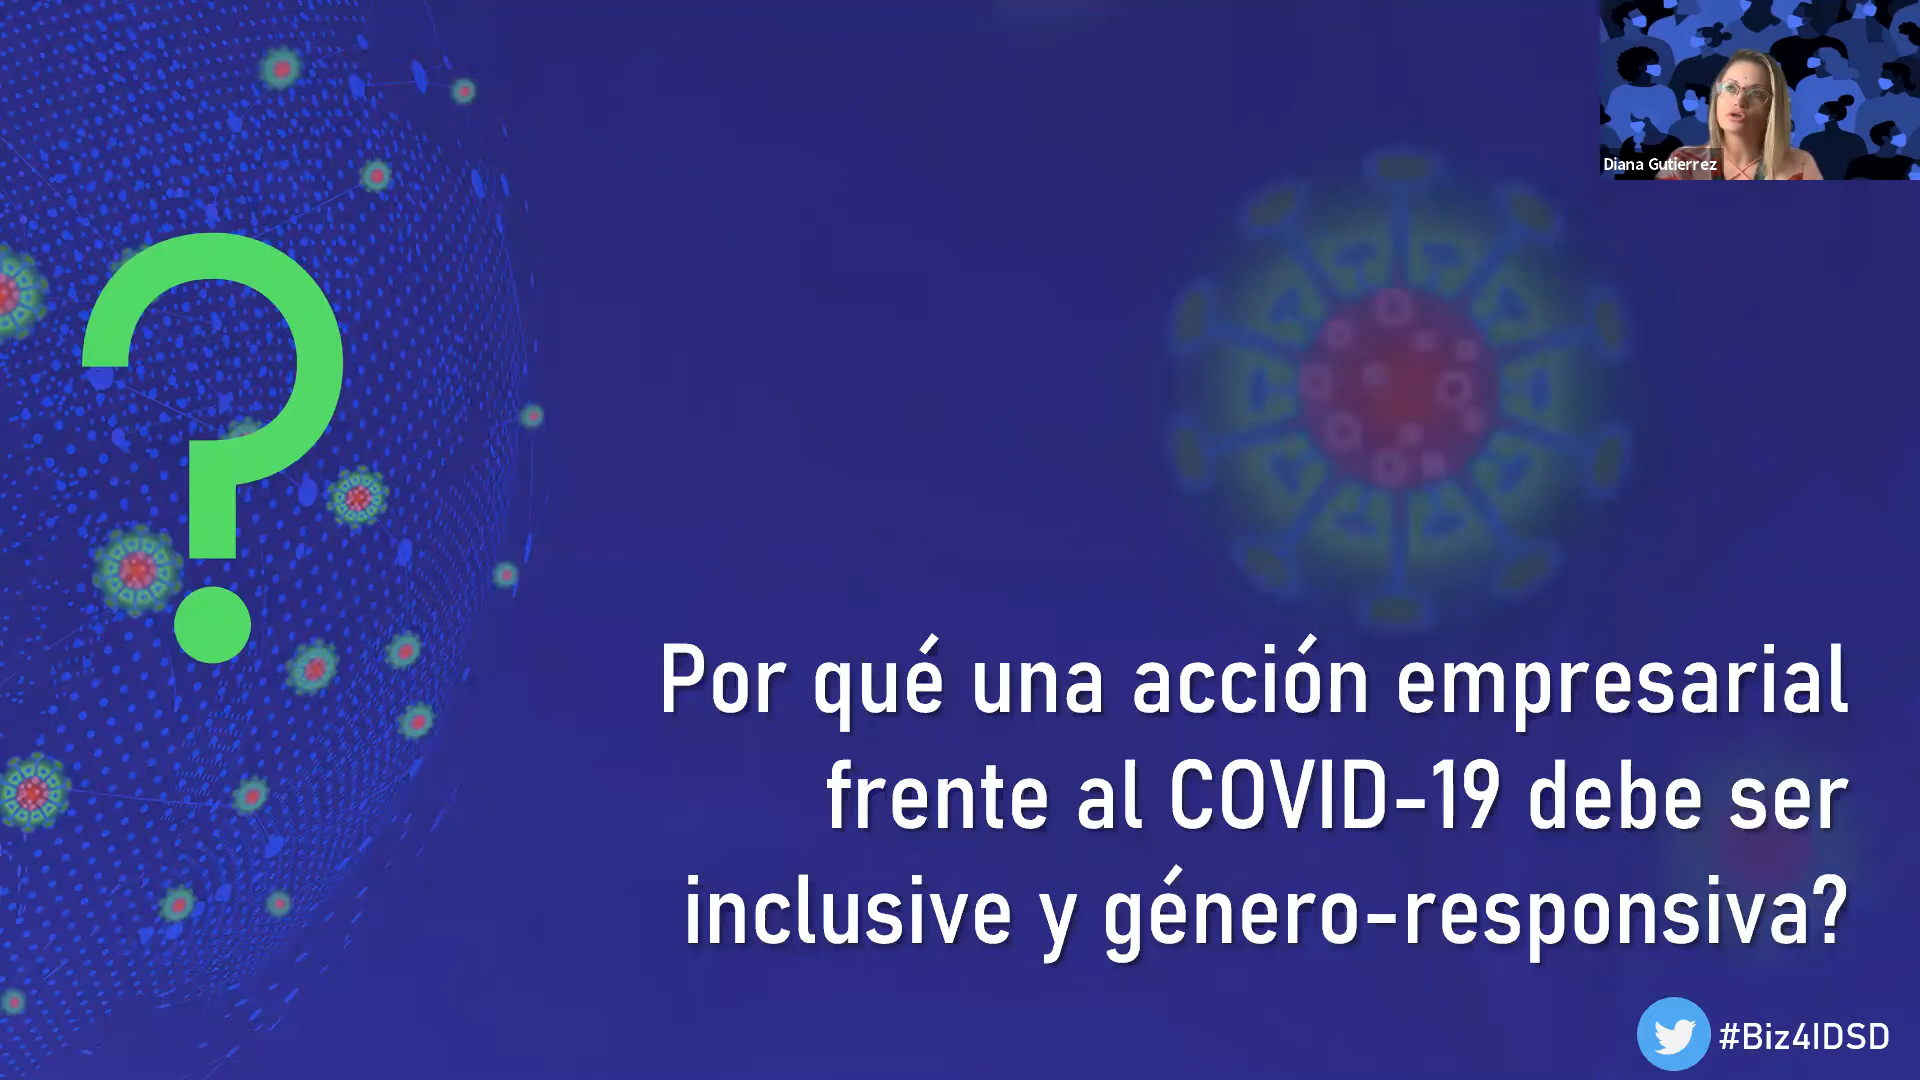 Diana Gutierrez
Por qué una acción empresarial
frente al COVID-19 debe ser
inclusive y género-responsiva?
#Biz4IDSD